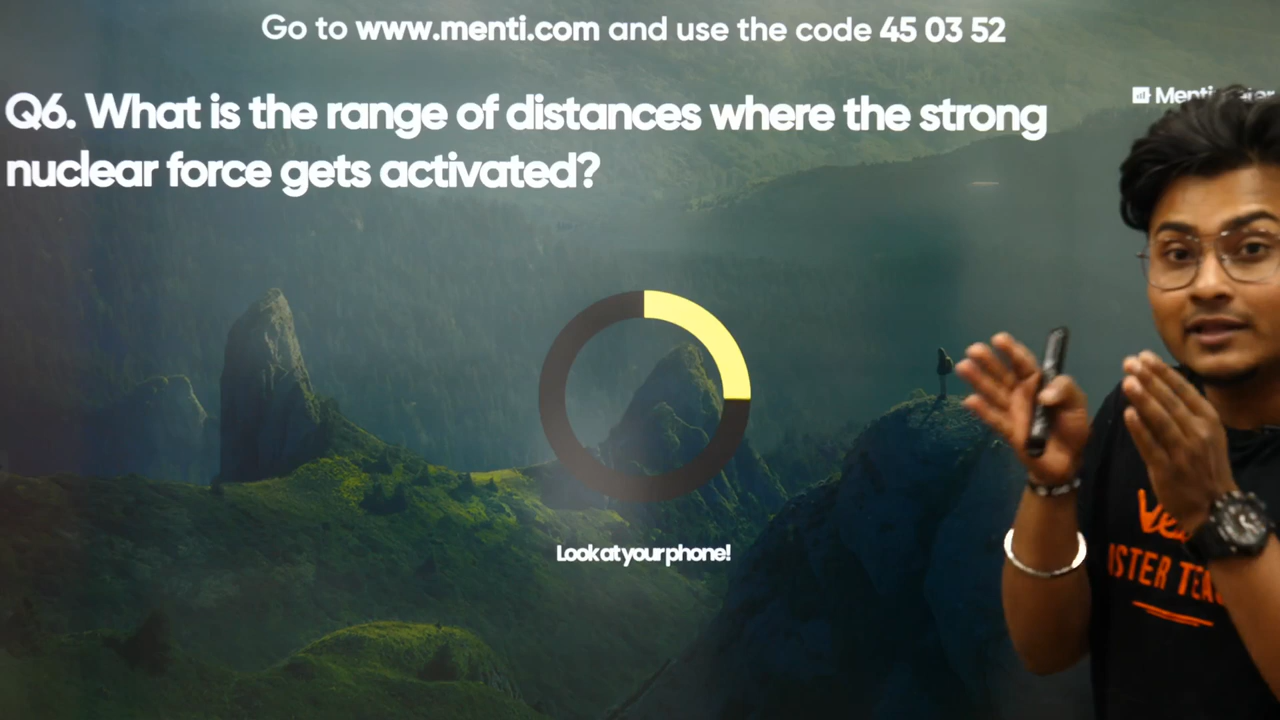 Go to www.menti.com and use the code 45 03 52
Q6. What is the range of distances where the strong
nuclear force gets activated?
Look at your phone!